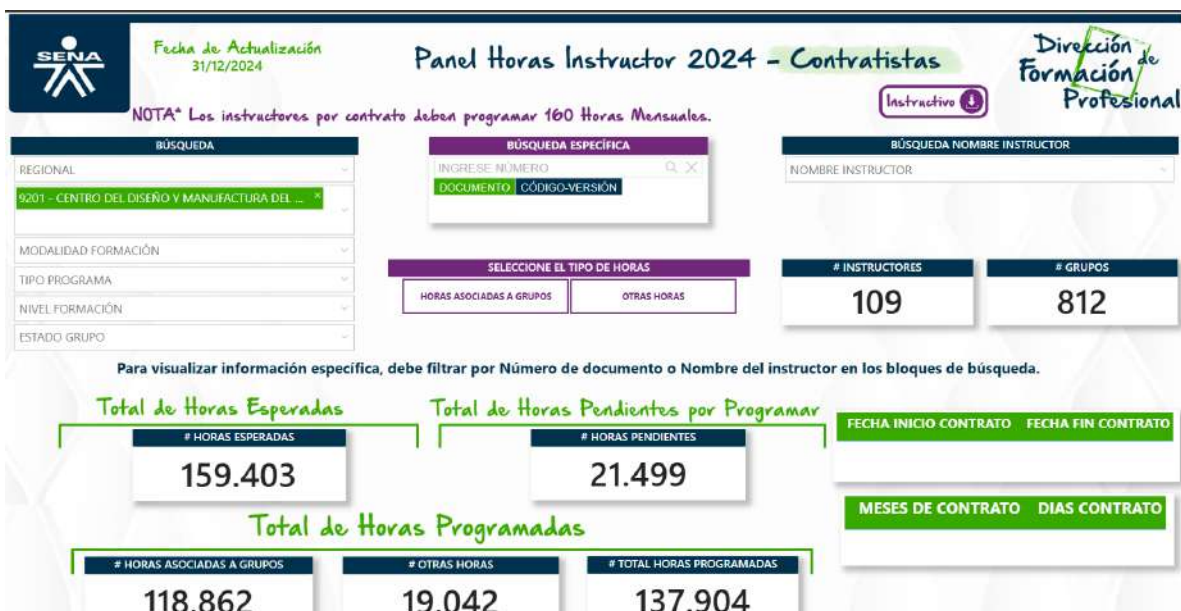 SENA
Fecha de Actualización
31/12/2024
Panel Horas Instructor 2024 - Contratistas
Dirección de
Formación
Profesional
Instructivo
NOTA* Los instructores por contrato deben programar 160 Horas Mensuales.
BÚSQUEDA
REGIONAL
9201 - CENTRO DEL DISEÑO Y MANUFACTURA DEL ... ×
MODALIDAD FORMACIÓN
TIPO PROGRAMA
NIVEL FORMACIÓN
ESTADO GRUPO
BÚSQUEDA ESPECÍFICA
INGRESE NÚMERO
DOCUMENTO CÓDIGO-VERSIÓN
BÚSQUEDA NOMBRE INSTRUCTOR
NOMBRE INSTRUCTOR
SELECCIONE EL TIPO DE HORAS
HORAS ASOCIADAS A GRUPOS OTRAS HORAS
# INSTRUCTORES
109
# GRUPOS
812
Para visualizar información específica, debe filtrar por Número de documento o Nombre del instructor en los bloques de búsqueda.
Total de Horas Esperadas
# HORAS ESPERADAS
159.403
Total de Horas Pendientes por Programar
# HORAS PENDIENTES
21.499
FECHA INICIO CONTRATO FECHA FIN CONTRATO
MESES DE CONTRATO DIAS CONTRATO
Total de Horas Programadas
# HORAS ASOCIADAS A GRUPOS
118.862
# OTRAS HORAS
19.042
# TOTAL HORAS PROGRAMADAS
137.904